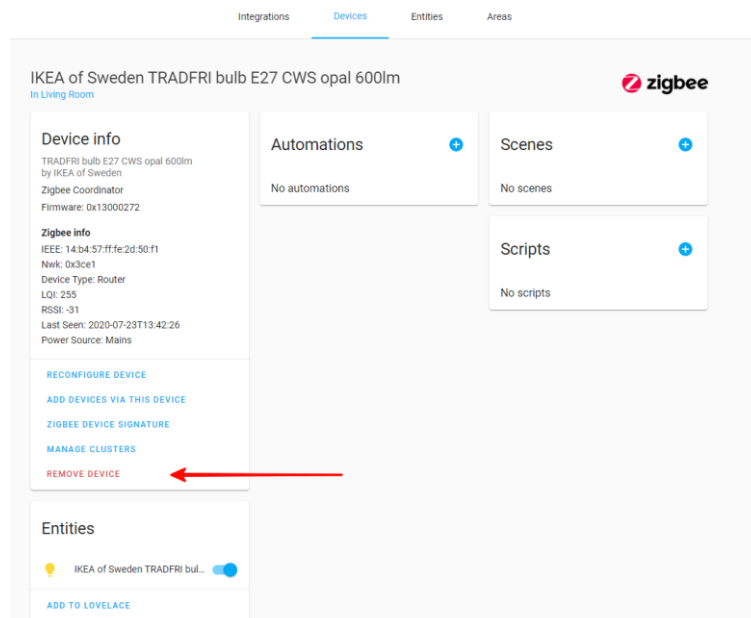 Integrations
Devices
Entities
Areas
IKEA of Sweden TRADFRI bulb E27 CWS opal 600lm
In Living Room
zigbee
Device info
TRADFRI bulb E27 CWS opal 600lm
by IKEA of Sweden
Zigbee Coordinator
Firmware: 0x13000272
Zigbee info
IEEE: 14:b4:57:ff:fe:2d:50:f1
Nwk: 0x3ce1
Device Type: Router
LQI: 255
RSSI: -31
Last Seen: 2020-07-23T13:42:26
Power Source: Mains
RECONFIGURE DEVICE
ADD DEVICES VIA THIS DEVICE
ZIGBEE DEVICE SIGNATURE
MANAGE CLUSTERS
REMOVE DEVICE
Automations
No automations
Scenes
No scenes
Scripts
No scripts
Entities
IKEA of Sweden TRADFRI bul...
ADD TO LOVELACE